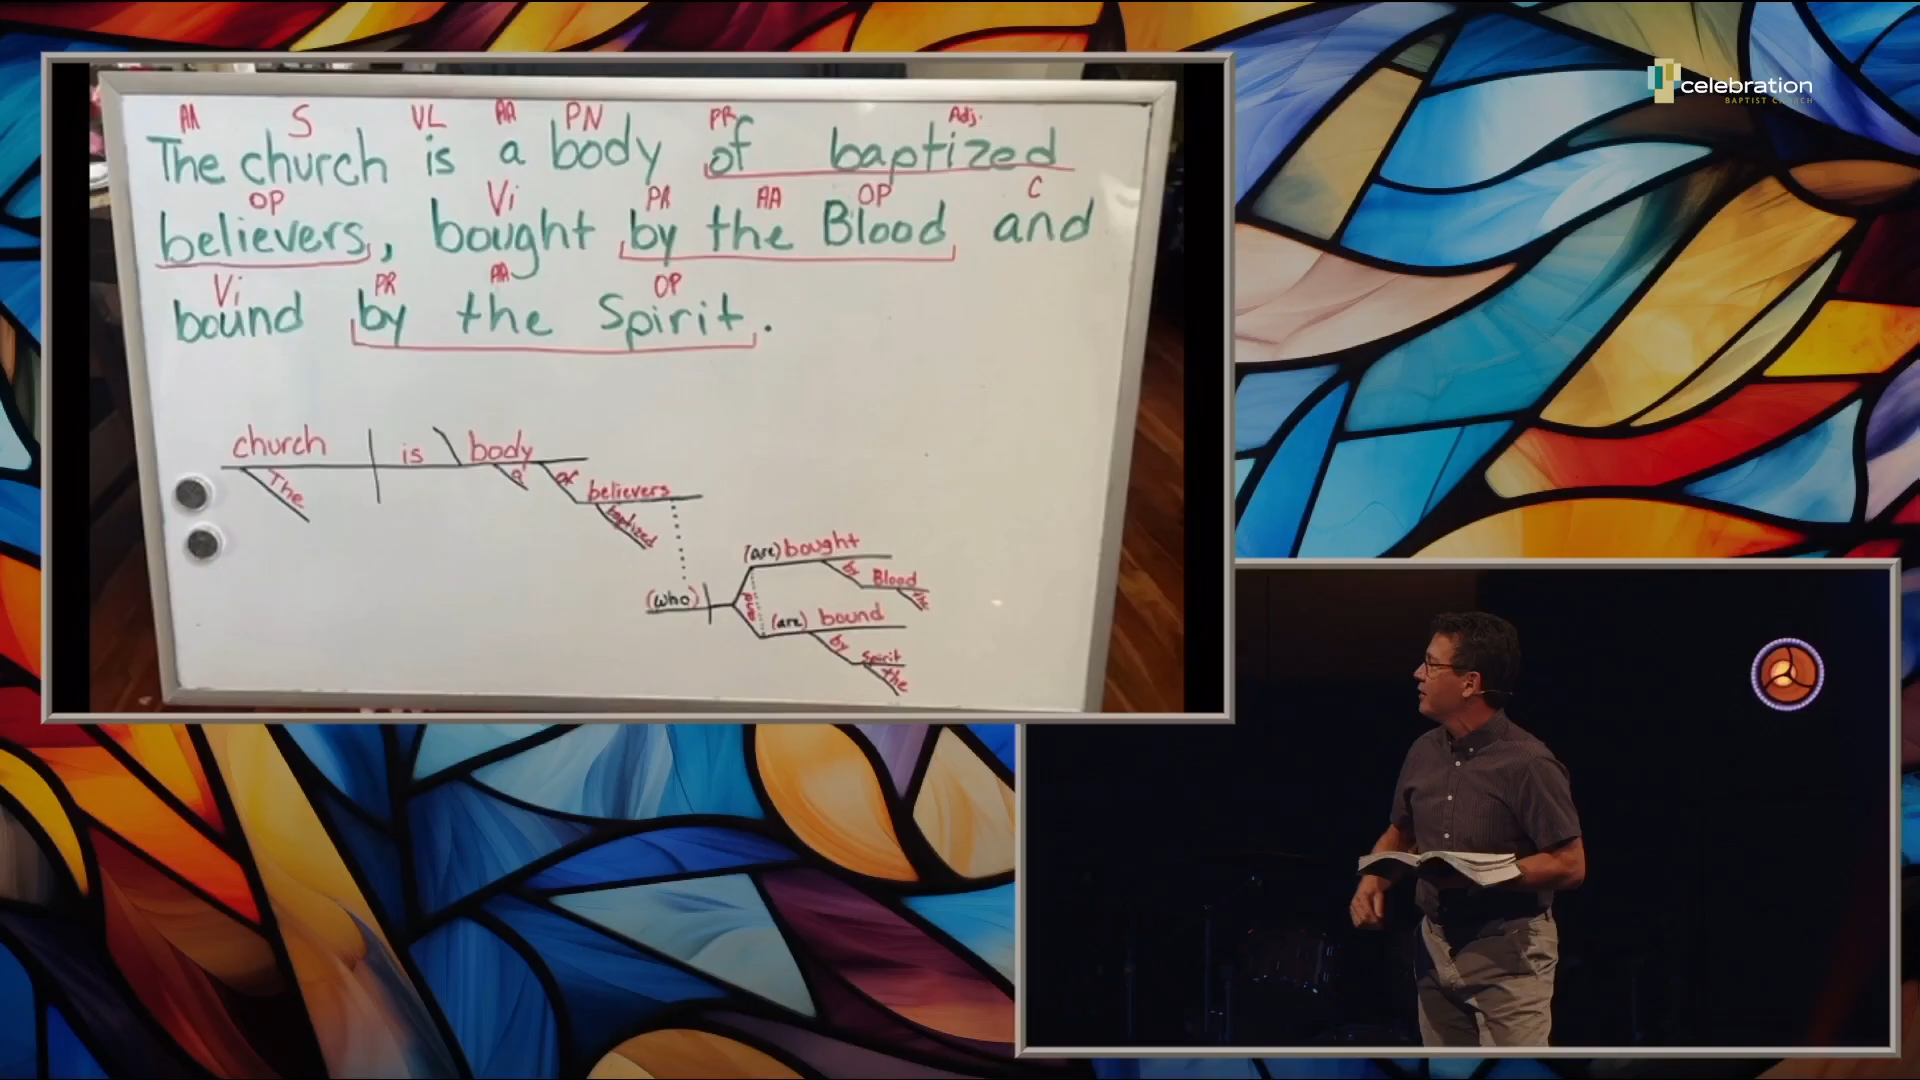 celebration
BAPTIST CHURCH
AA S VL AA PN PR Adj.
The church is a body of baptized
OP Vi PR AA OP C
believers, bought by the Blood and
Vi PR AA OP
bound by the Spirit.
church is body
The a of believers
baptized
(are) bought
by Blood
the
(who)
and
(are) bound
by Spirit
the